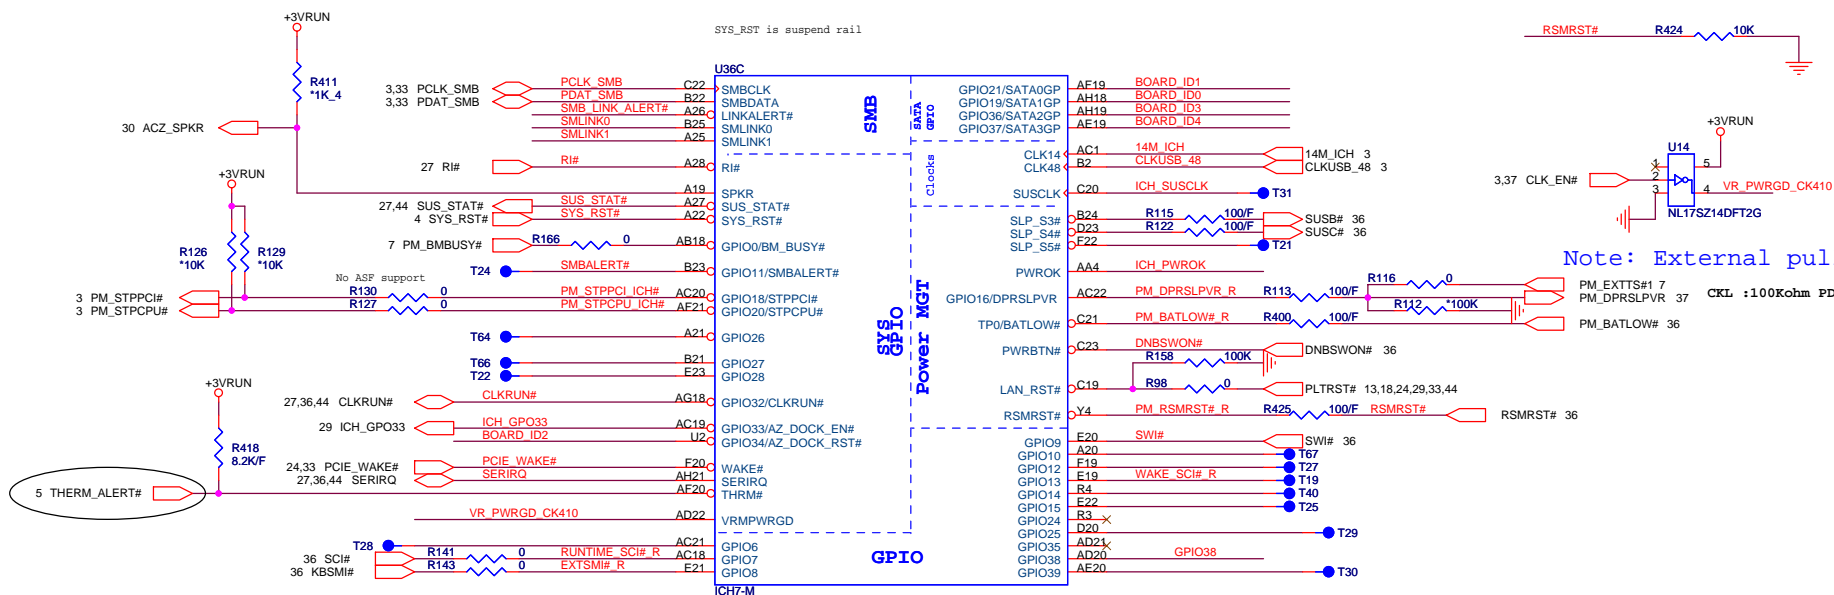 SYS_RST is suspend rail
+3VRUN
R411
*1K_4
30 ACZ_SPKR
+3VRUN
R126
*10K
R129
*10K
3,33 PCLK_SMB
3,33 PDAT_SMB
27 RI#
27,44 SUS_STAT#
4 SYS_RST#
7 PM_BMBUSY#
R166 0
T24
No ASF support
3 PM_STPPCI#
R130 0
3 PM_STPCPU#
R127 0
T64
T66
T22
+3VRUN
R418
8.2K/F
27,36,44 CLKRUN#
29 ICH_GPO33
24,33 PCIE_WAKE#
27,36,44 SERIRQ
5 THERM_ALERT#
T28
36 SCI#
R141 0
36 KBSMI#
R143 0
PCLK_SMB
PDAT_SMB
SMB_LINK_ALERT#
SMLINK0
SMLINK1
RI#
SUS_STAT#
SYS_RST#
SMBALERT#
PM_STPPCI_ICH#
PM_STPCPU_ICH#
CLKRUN#
ICH_GPO33
BOARD_ID2
PCIE_WAKE#
SERIRQ
VR_PWRGD_CK410
RUNTIME_SCI#_R
EXTSMI#_R
U36C
C22 SMBCLK
B22 SMBDATA
A26 LINKALERT#
B25 SMLINK0
A25 SMLINK1
A28 RI#
A19 SPKR
A27 SUS_STAT#
A22 SYS_RST#
AB18 GPIO0/BM_BUSY#
B23 GPIO11/SMBALERT#
AC20 GPIO18/STPPCI#
AF21 GPIO20/STPCPU#
A21 GPIO26
B21 GPIO27
E23 GPIO28
AG18 GPIO32/CLKRUN#
AC19 GPIO33/AZ_DOCK_EN#
U2 GPIO34/AZ_DOCK_RST#
F20 WAKE#
AH21 SERIRQ
AF20 THRM#
AD22 VRMPWRGD
AC21 GPIO6
AC18 GPIO7
E21 GPIO8
ICH7-M
SMB
SATA
GPIO
Clocks
SYS
GPIO
Power MGT
GPIO
GPIO21/SATA0GP AF19 BOARD_ID1
GPIO19/SATA1GP AH18 BOARD_ID0
GPIO36/SATA2GP AH19 BOARD_ID3
GPIO37/SATA3GP AE19 BOARD_ID4
CLK14 AC1 14M_ICH 14M_ICH 3
CLK48 B2 CLKUSB_48 CLKUSB_48 3
SUSCLK C20 ICH_SUSCLK T31
SLP_S3# B24 R115 100/F SUSB# 36
SLP_S4# D23 R122 100/F SUSC# 36
SLP_S5# F22 T21
PWROK AA4 ICH_PWROK
GPIO16/DPRSLPVR AC22 PM_DPRSLPVR_R R113 100/F
R116 0 PM_EXTTS#1 7
PM_DPRSLPVR 37
R112 *100K
TP0/BATLOW# C21 PM_BATLOW#_R R400 100/F PM_BATLOW# 36
PWRBTN# C23 DNBSWON# DNBSWON# 36
R158 100K
LAN_RST# C19 R98 0 PLTRST# 13,18,24,29,33,44
RSMRST# Y4 PM_RSMRST#_R R425 100/F RSMRST# RSMRST# 36
GPIO9 E20 SWI# SWI# 36
GPIO10 A20 T67
GPIO12 F19 T27
GPIO13 E19 WAKE_SCI#_R T19
GPIO14 R4 T40
GPIO15 E22 T25
GPIO24 R3
GPIO25 D20 T29
GPIO35 AD21
GPIO38 AD20 GPIO38
GPIO39 AE20 T30
RSMRST# R424 10K
+3VRUN
U14
1
2
3
5
4
3,37 CLK_EN#
VR_PWRGD_CK410
NL17SZ14DFT2G
Note: External pul
CKL :100Kohm PD